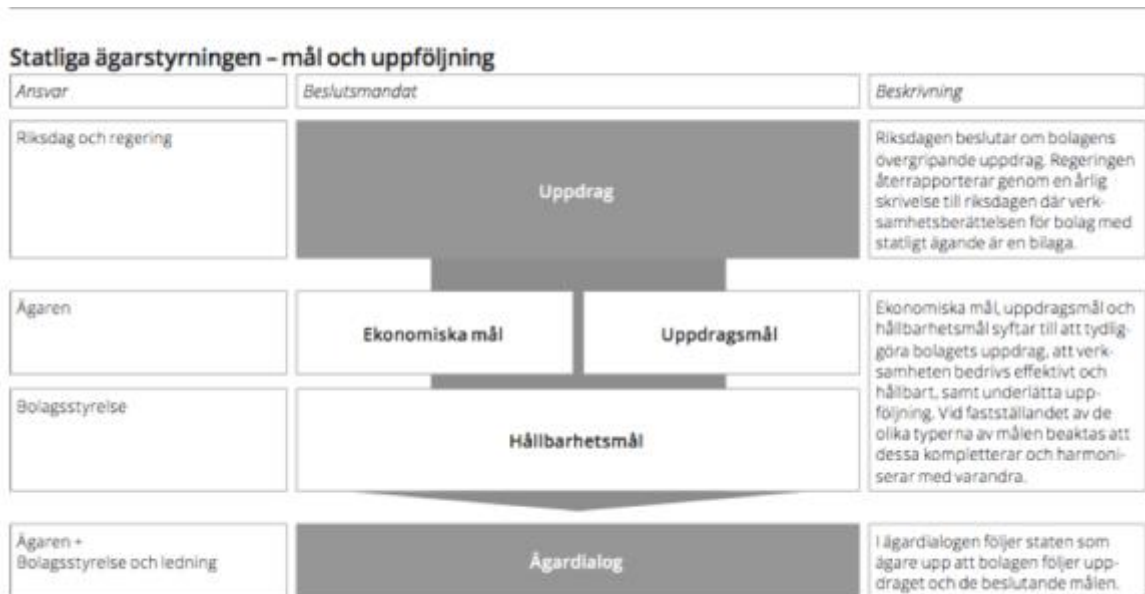 Statliga ägarstyrningen – mål och uppföljning
Ansvar
Beslutsmandat
Beskrivning
Riksdag och regering
Uppdrag
Riksdagen beslutar om bolagens
övergripande uppdrag. Regeringen
återrapporterar genom en årlig
skrivelse till riksdagen där verk-
samhetsberättelsen för bolag med
statligt ägande är en bilaga.
Ägaren
Ekonomiska mål
Uppdragsmål
Ekonomiska mål, uppdragsmål och
hållbarhetsmål syftar till att tydlig-
göra bolagets uppdrag, att verk-
samheten bedrivs effektivt och
hållbart, samt underlätta upp-
följning. Vid fastställandet av de
olika typerna av målen beaktas att
dessa kompletterar och harmoni-
serar med varandra.
Bolagsstyrelse
Hållbarhetsmål
Ägaren +
Bolagsstyrelse och ledning
Ägardialog
I ägardialogen följer staten som
ägare upp att bolagen följer upp-
draget och de beslutande målen.